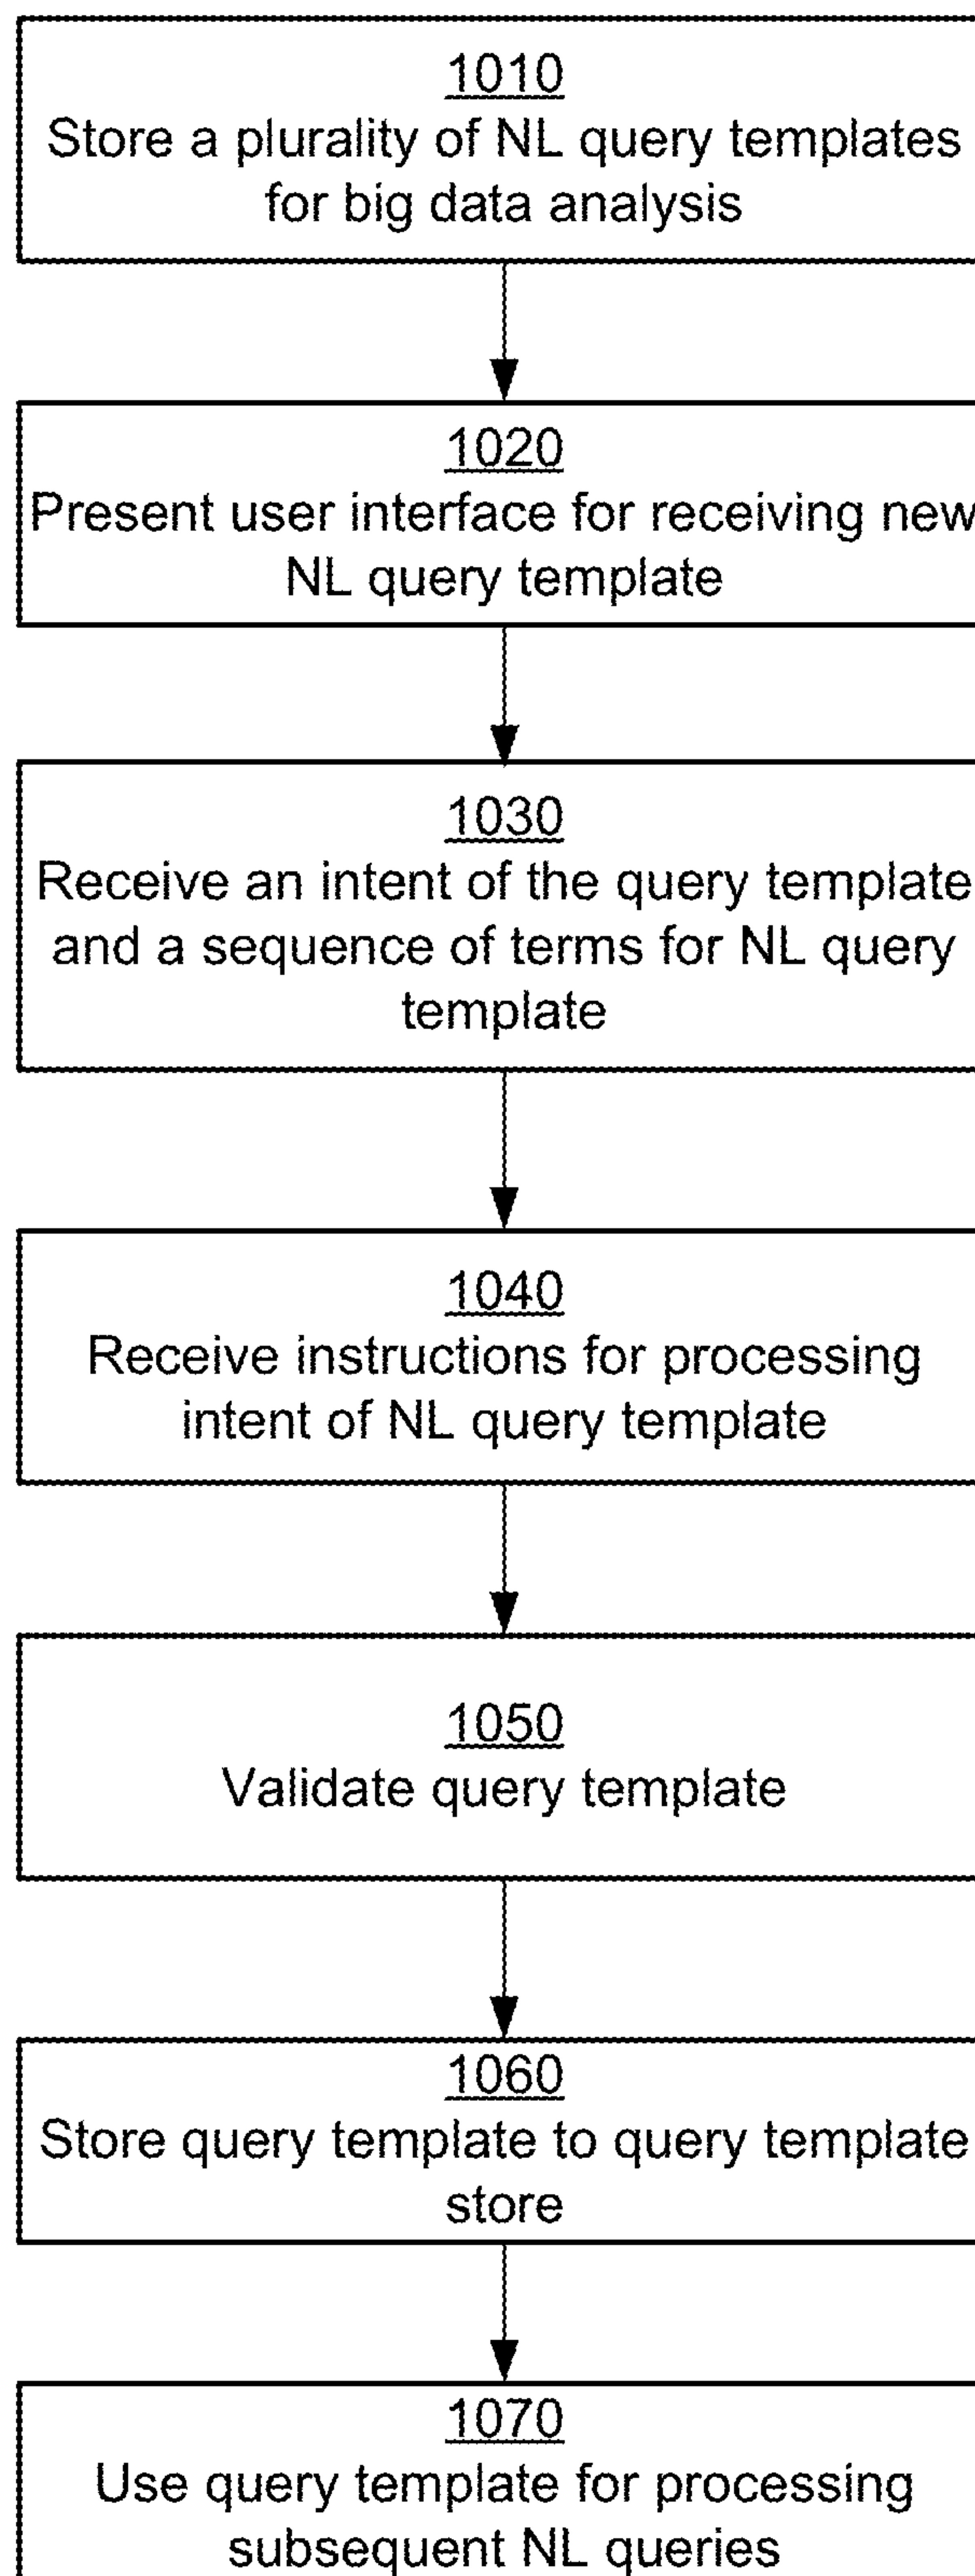 1010
Store a plurality of NL query templates
for big data analysis
1020
Present user interface for receiving new
NL query template
1030
Receive an intent of the query template
and a sequence of terms for NL query
template
1040
Receive instructions for processing
intent of NL query template
1050
Validate query template
1060
Store query template to query template
store
1070
Use query template for processing
subsequent NL queries